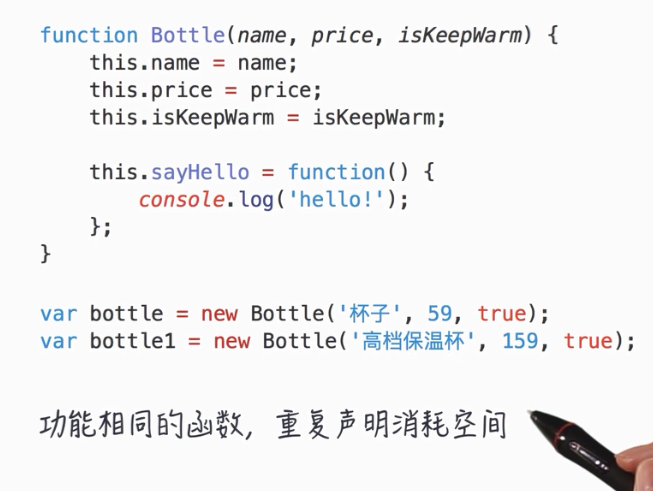 function Bottle(name, price, isKeepWarm) {
    this.name = name;
    this.price = price;
    this.isKeepWarm = isKeepWarm;

    this.sayHello = function() {
        console.log('hello!');
    };
}

var bottle = new Bottle('杯子', 59, true);
var bottle1 = new Bottle('高档保温杯', 159, true);

功能相同的函数，重复声明消耗空间